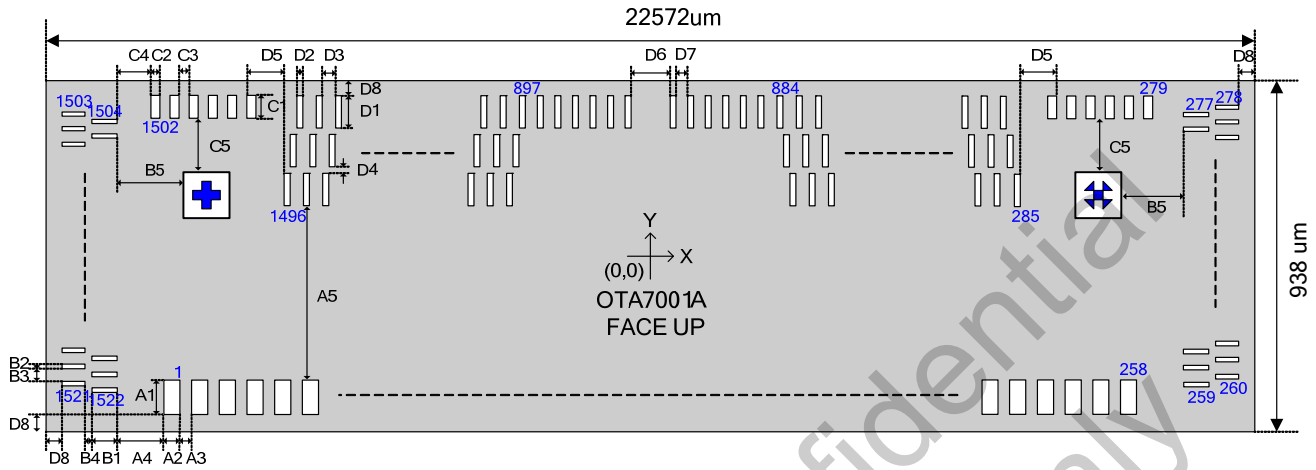 22572um
C4 C2 C3 D5 D2 D3 D6 D7 D5 D8
1503 1504 1502 C1 D8 D1 897 884 279 277 278
C5 D4 C5
B5 B5
1496 285
Y
X
(0,0)
A5
OTA7001A
FACE UP
938 um
B2
B3
1521 1522 A1 1 258 259 260
D8
D8 B4 B1 A4 A2 A3
fidential
nly